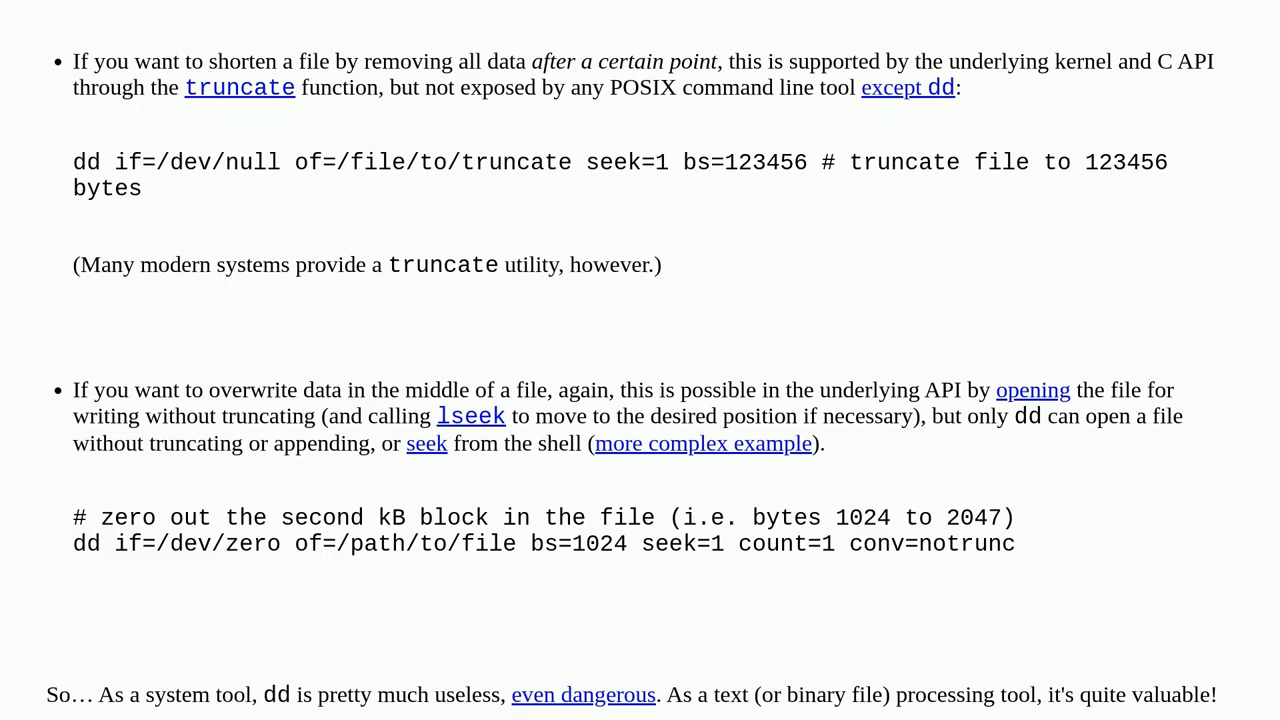 • If you want to shorten a file by removing all data after a certain point, this is supported by the underlying kernel and C API
through the truncate function, but not exposed by any POSIX command line tool except dd:
dd if=/dev/null of=/file/to/truncate seek=1 bs=123456 # truncate file to 123456
bytes
(Many modern systems provide a truncate utility, however.)
• If you want to overwrite data in the middle of a file, again, this is possible in the underlying API by opening the file for
writing without truncating (and calling lseek to move to the desired position if necessary), but only dd can open a file
without truncating or appending, or seek from the shell (more complex example).
# zero out the second kB block in the file (i.e. bytes 1024 to 2047)
dd if=/dev/zero of=/path/to/file bs=1024 seek=1 count=1 conv=notrunc
So… As a system tool, dd is pretty much useless, even dangerous. As a text (or binary file) processing tool, it's quite valuable!